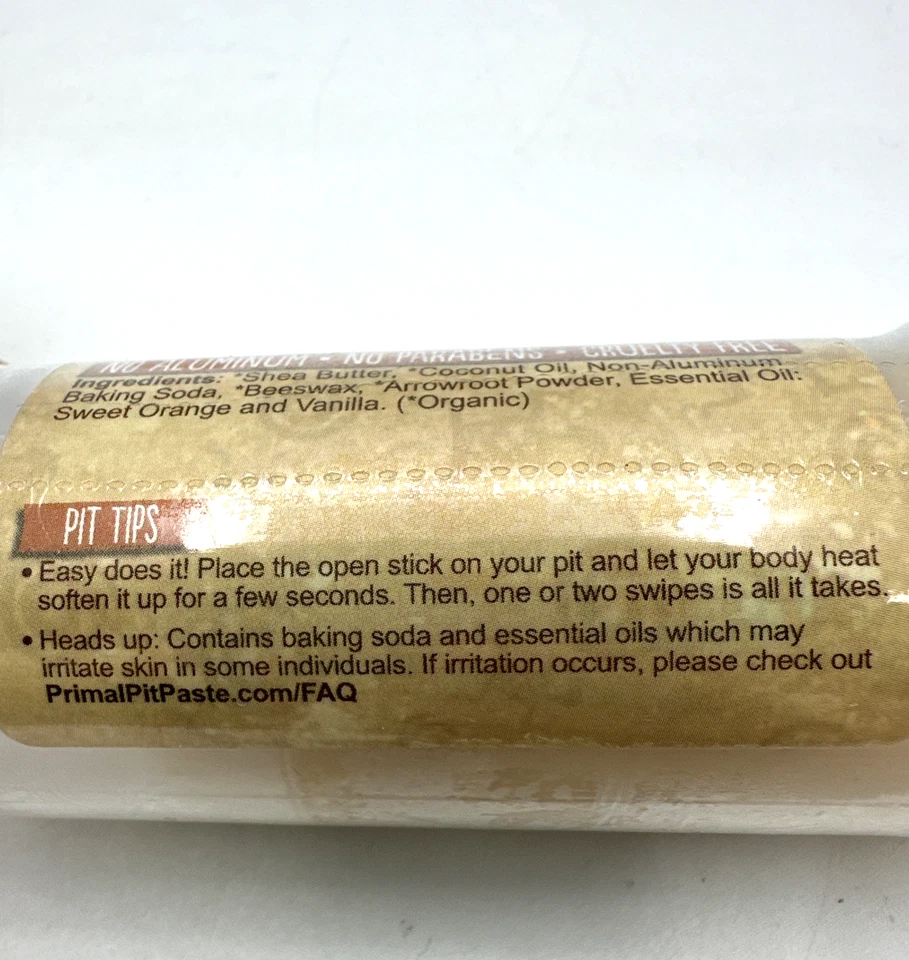 NO ALUMINUM • NO PARABENS • CRUELTY FREE
Ingredients: *Shea Butter, *Coconut Oil, Non-Aluminum
Baking Soda, *Beeswax, *Arrowroot Powder, Essential Oil:
Sweet Orange and Vanilla. (*Organic)
PIT TIPS
• Easy does it! Place the open stick on your pit and let your body heat
soften it up for a few seconds. Then, one or two swipes is all it takes.
• Heads up: Contains baking soda and essential oils which may
irritate skin in some individuals. If irritation occurs, please check out
PrimalPitPaste.com/FAQ